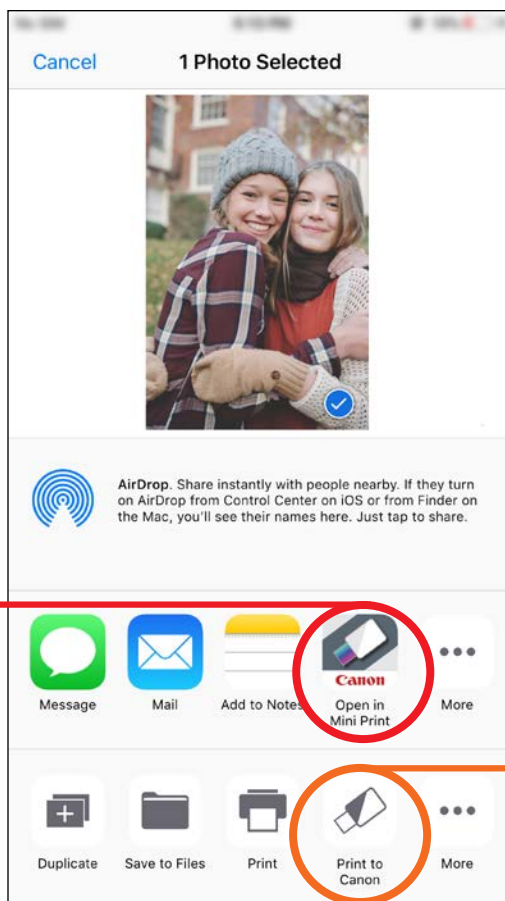 Cancel
1 Photo Selected
AirDrop. Share instantly with people nearby. If they turn
on AirDrop from Control Center on iOS or from Finder on
the Mac, you'll see their names here. Just tap to share.
Canon
Message
Mail
Add to Notes
Open in
Mini Print
More
Duplicate
Save to Files
Print
Print to
Canon
More